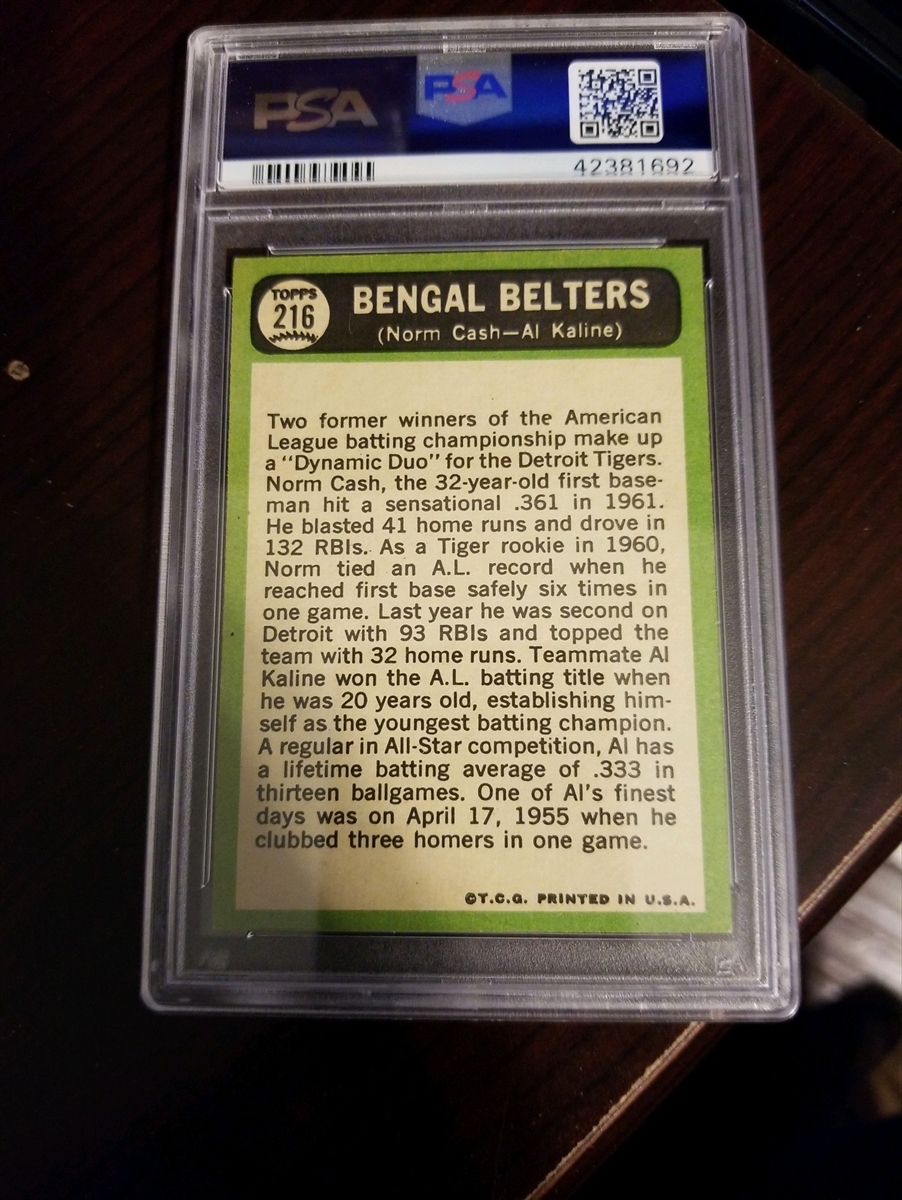 PSA
PSA
42381692
TOPPS
216
BENGAL BELTERS
(Norm Cash—Al Kaline)
Two former winners of the American
League batting championship make up
a "Dynamic Duo" for the Detroit Tigers.
Norm Cash, the 32-year-old first base-
man hit a sensational .361 in 1961.
He blasted 41 home runs and drove in
132 RBIs. As a Tiger rookie in 1960,
Norm tied an A.L. record when he
reached first base safely six times in
one game. Last year he was second on
Detroit with 93 RBIs and topped the
team with 32 home runs. Teammate Al
Kaline won the A.L. batting title when
he was 20 years old, establishing him-
self as the youngest batting champion.
A regular in All-Star competition, Al has
a lifetime batting average of .333 in
thirteen ballgames. One of Al's finest
days was on April 17, 1955 when he
clubbed three homers in one game.
©T.C.G. PRINTED IN U.S.A.